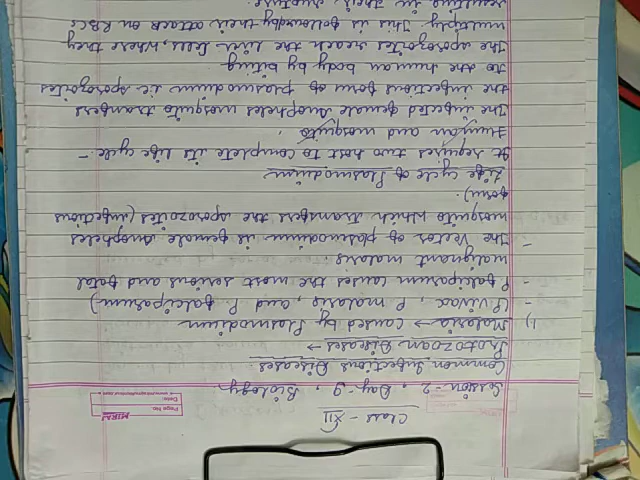 MIRAJ
Page No.
Date:
Class - XII
Session - 2, Day - 9, Biology
Common Infectious Diseases.
Protozoan Diseases →
1) Malaria → Caused by Plasmodium
- (P vivax, P malaria, and P falciparum)
- P falciparum causes the most serious and fatal
malignant malaria
- The Vector of plasmodium is female Anopheles
mosquito which transfers the sporozoites (infectious
form).
Life cycle of Plasmodium
It requires two host to complete its life cycle -
Human and mosquito.
The infected female Anopheles mosquito transfers
the infectious form of plasmodium i.e. sporozoites
to the human body by biting
The sporozoites reach the liver Cells, where they
multiply. This is followed by their attack on RBCs
resulting in their rupture